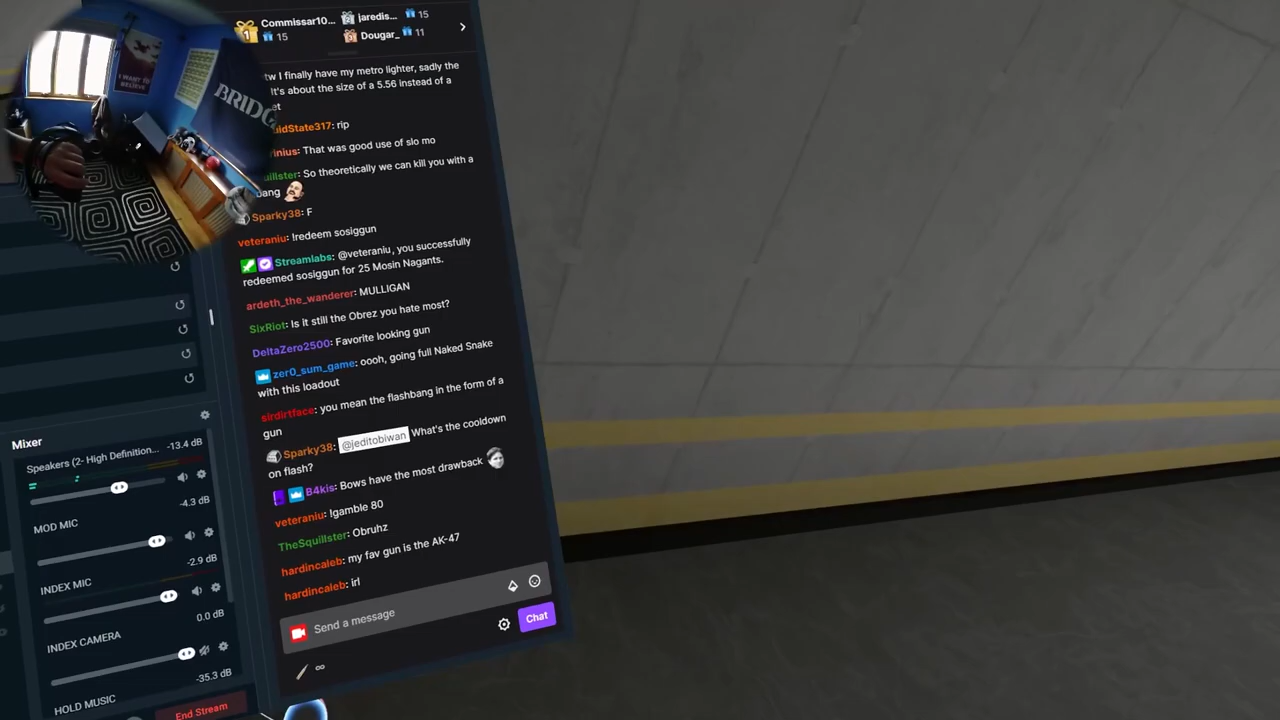 Commissar10...
15
jaredis...
15
Dougar_
11
I WANT TO
BELIEVE
BRIDG
tw I finally have my metro lighter, sadly the
It's about the size of a 5.56 instead of a
et
uidState317: rip
rinius: That was good use of slo mo
uillster: So theoretically we can kill you with a
bang
Sparky38: F
veteraniu: !redeem sosiggun
Streamlabs: @veteraniu, you successfully
redeemed sosiggun for 25 Mosin Nagants.
ardeth_the_wanderer: MULLIGAN
SixRiot: Is it still the Obrez you hate most?
DeltaZero2500: Favorite looking gun
zer0_sum_game: oooh, going full Naked Snake
with this loadout
sirdirtface: you mean the flashbang in the form of a
gun
Sparky38: @jeditobiwan What's the cooldown
on flash?
B4kis: Bows have the most drawback
veteraniu: !gamble 80
TheSquillster: Obruhz
hardincaleb: my fav gun is the AK-47
hardincaleb: irl
Send a message
Chat
Mixer
Speakers (2- High Definition...
-13.4 dB
MOD MIC
-4.3 dB
INDEX MIC
-2.9 dB
INDEX CAMERA
0.0 dB
HOLD MUSIC
-35.3 dB
End Stream